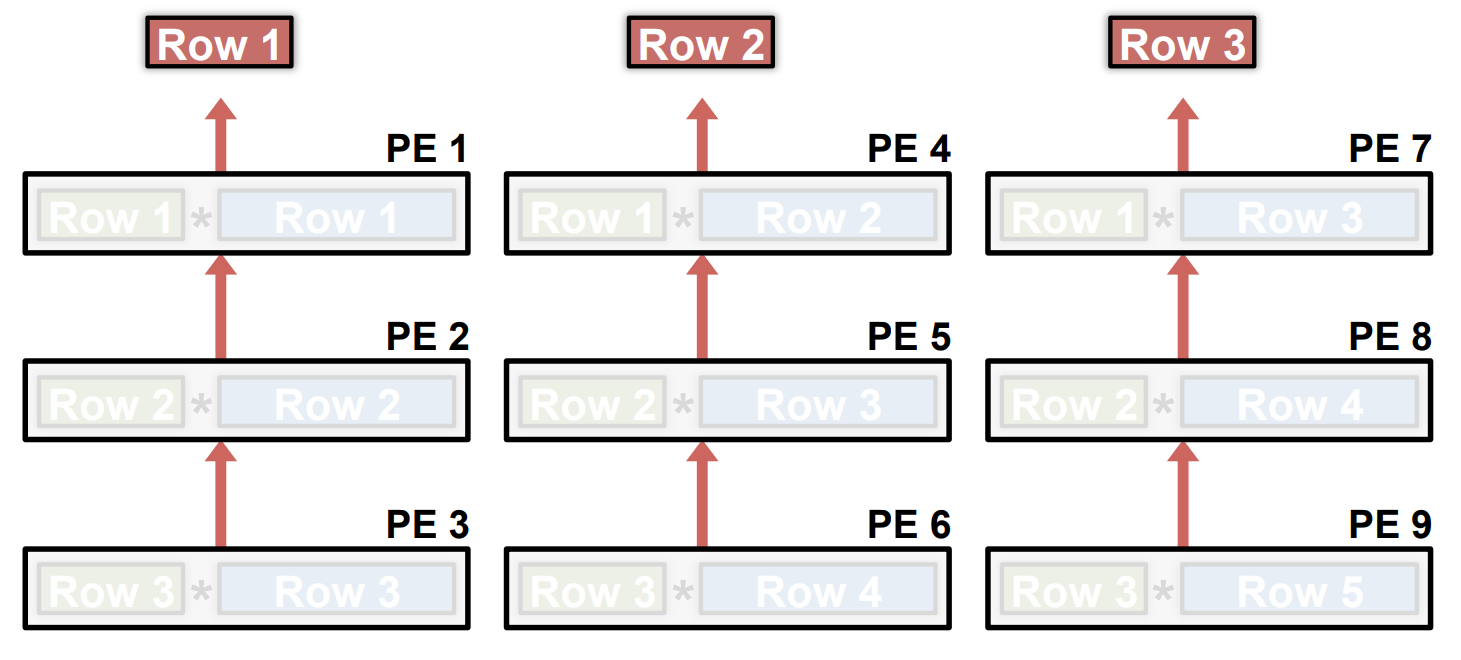 Row 1 Row 2 Row 3
PE 1 PE 4 PE 7
Row 1 * Row 1 Row 1 * Row 2 Row 1 * Row 3
PE 2 PE 5 PE 8
Row 2 * Row 2 Row 2 * Row 3 Row 2 * Row 4
PE 3 PE 6 PE 9
Row 3 * Row 3 Row 3 * Row 4 Row 3 * Row 5